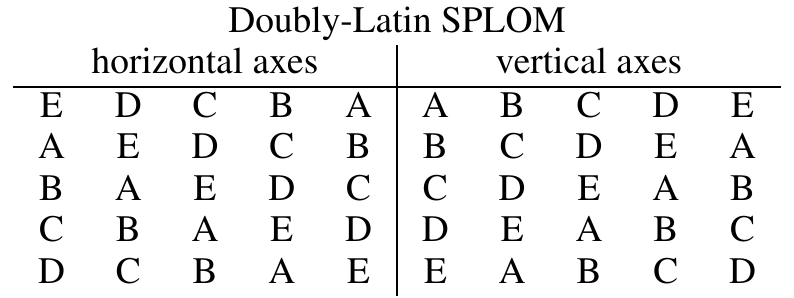 Doubly-Latin SPLOM
horizontal axes vertical axes
E D C B A A B C D E
A E D C B B C D E A
B A E D C C D E A B
C B A E D D E A B C
D C B A E E A B C D